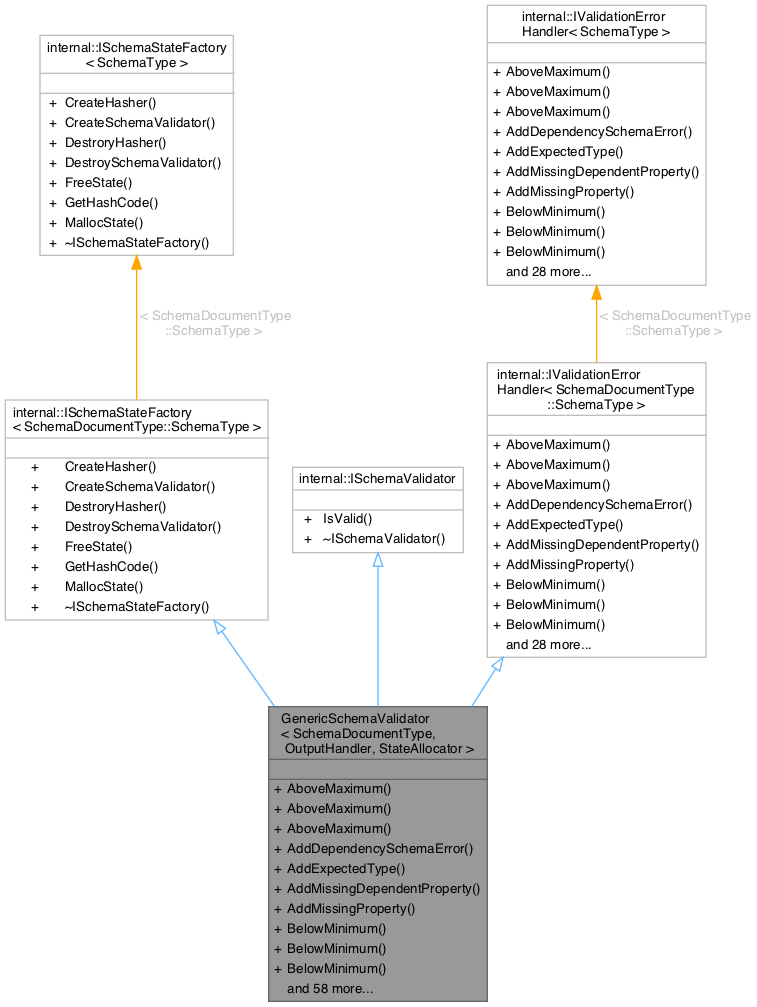 internal::ISchemaStateFactory
< SchemaType >
+ CreateHasher()
+ CreateSchemaValidator()
+ DestroryHasher()
+ DestroySchemaValidator()
+ FreeState()
+ GetHashCode()
+ MallocState()
+ ~ISchemaStateFactory()
internal::IValidationError
Handler< SchemaType >
+ AboveMaximum()
+ AboveMaximum()
+ AboveMaximum()
+ AddDependencySchemaError()
+ AddExpectedType()
+ AddMissingDependentProperty()
+ AddMissingProperty()
+ BelowMinimum()
+ BelowMinimum()
+ BelowMinimum()
and 28 more...
< SchemaDocumentType
::SchemaType >
< SchemaDocumentType
::SchemaType >
internal::ISchemaStateFactory
< SchemaDocumentType::SchemaType >
+ CreateHasher()
+ CreateSchemaValidator()
+ DestroryHasher()
+ DestroySchemaValidator()
+ FreeState()
+ GetHashCode()
+ MallocState()
+ ~ISchemaStateFactory()
internal::ISchemaValidator
+ IsValid()
+ ~ISchemaValidator()
internal::IValidationError
Handler< SchemaDocumentType
::SchemaType >
+ AboveMaximum()
+ AboveMaximum()
+ AboveMaximum()
+ AddDependencySchemaError()
+ AddExpectedType()
+ AddMissingDependentProperty()
+ AddMissingProperty()
+ BelowMinimum()
+ BelowMinimum()
+ BelowMinimum()
and 28 more...
GenericSchemaValidator
< SchemaDocumentType,
OutputHandler, StateAllocator >
+ AboveMaximum()
+ AboveMaximum()
+ AboveMaximum()
+ AddDependencySchemaError()
+ AddExpectedType()
+ AddMissingDependentProperty()
+ AddMissingProperty()
+ BelowMinimum()
+ BelowMinimum()
+ BelowMinimum()
and 58 more...